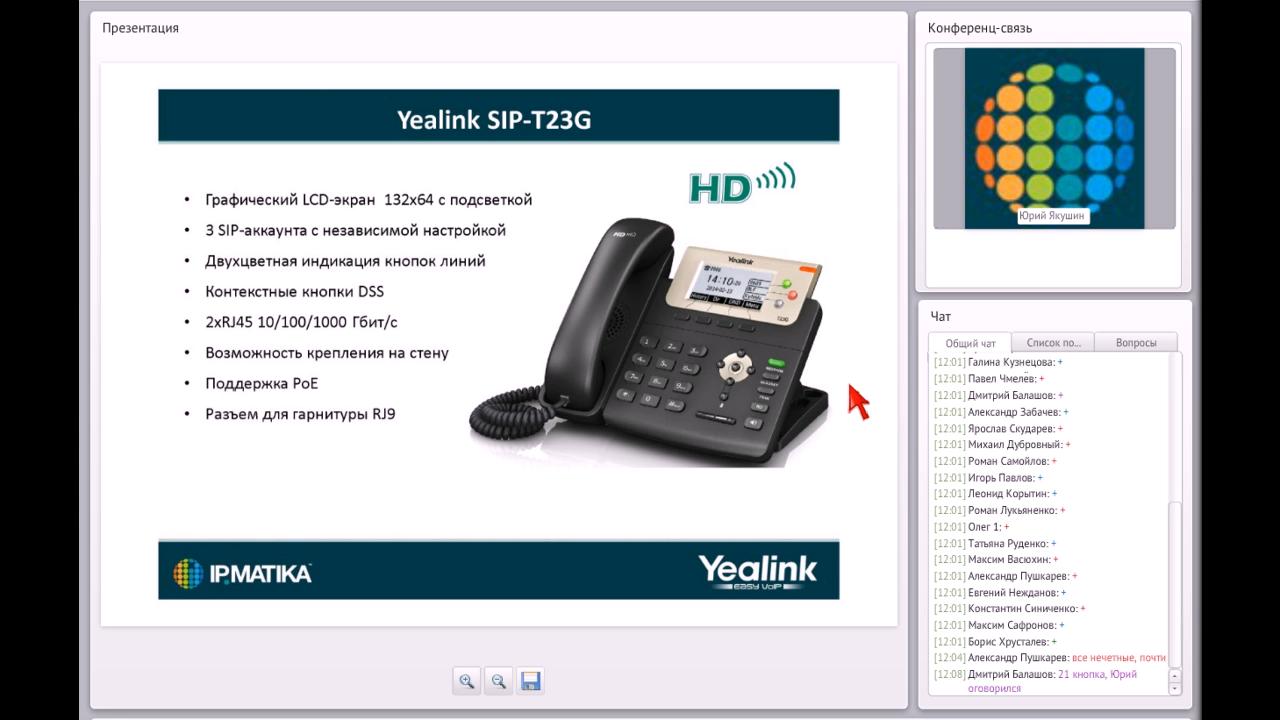 Презентация
Yealink SIP-T23G
HD
• Графический LCD-экран 132x64 с подсветкой
• 3 SIP-аккаунта с независимой настройкой
• Двухцветная индикация кнопок линий
• Контекстные кнопки DSS
• 2xRJ45 10/100/1000 Гбит/с
• Возможность крепления на стену
• Поддержка PoE
• Разъем для гарнитуры RJ9
Yealink
14:10
T23G
IPMATIKA
Yealink
EASY VOIP
Конференц-связь
Юрий Якушин
Чат
Общий чат
Список по...
Вопросы
[12:01] Галина Кузнецова: +
[12:01] Павел Чмелёв: +
[12:01] Дмитрий Балашов: +
[12:01] Александр Забачев: +
[12:01] Ярослав Скударев: +
[12:01] Михаил Дубровный: +
[12:01] Роман Самойлов: +
[12:01] Игорь Павлов: +
[12:01] Леонид Корытин: +
[12:01] Роман Лукьяненко: +
[12:01] Олег 1: +
[12:01] Татьяна Руденко: +
[12:01] Максим Васюхин: +
[12:01] Александр Пушкарев: +
[12:01] Евгений Нежданов: +
[12:01] Константин Синиченко: +
[12:01] Максим Сафронов: +
[12:01] Борис Хрусталев: +
[12:04] Александр Пушкарев: все нечетные, почти
[12:08] Дмитрий Балашов: 21 кнопка, Юрий
оговорился